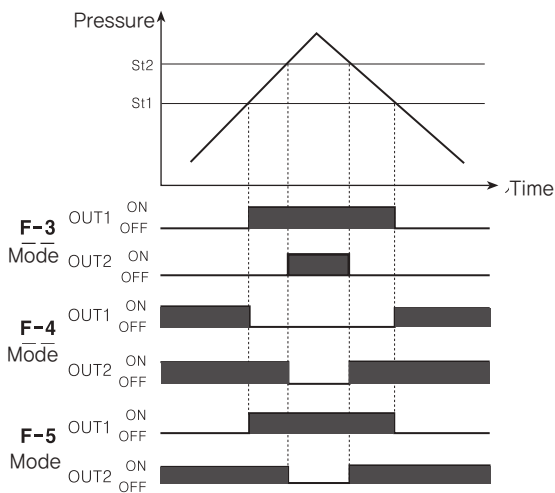 Pressure
St2
St1
Time
F-3
Mode
OUT1 ON
OFF
OUT2 ON
OFF
F-4
Mode
OUT1 ON
OFF
OUT2 ON
OFF
F-5
Mode
OUT1 ON
OFF
OUT2 ON
OFF